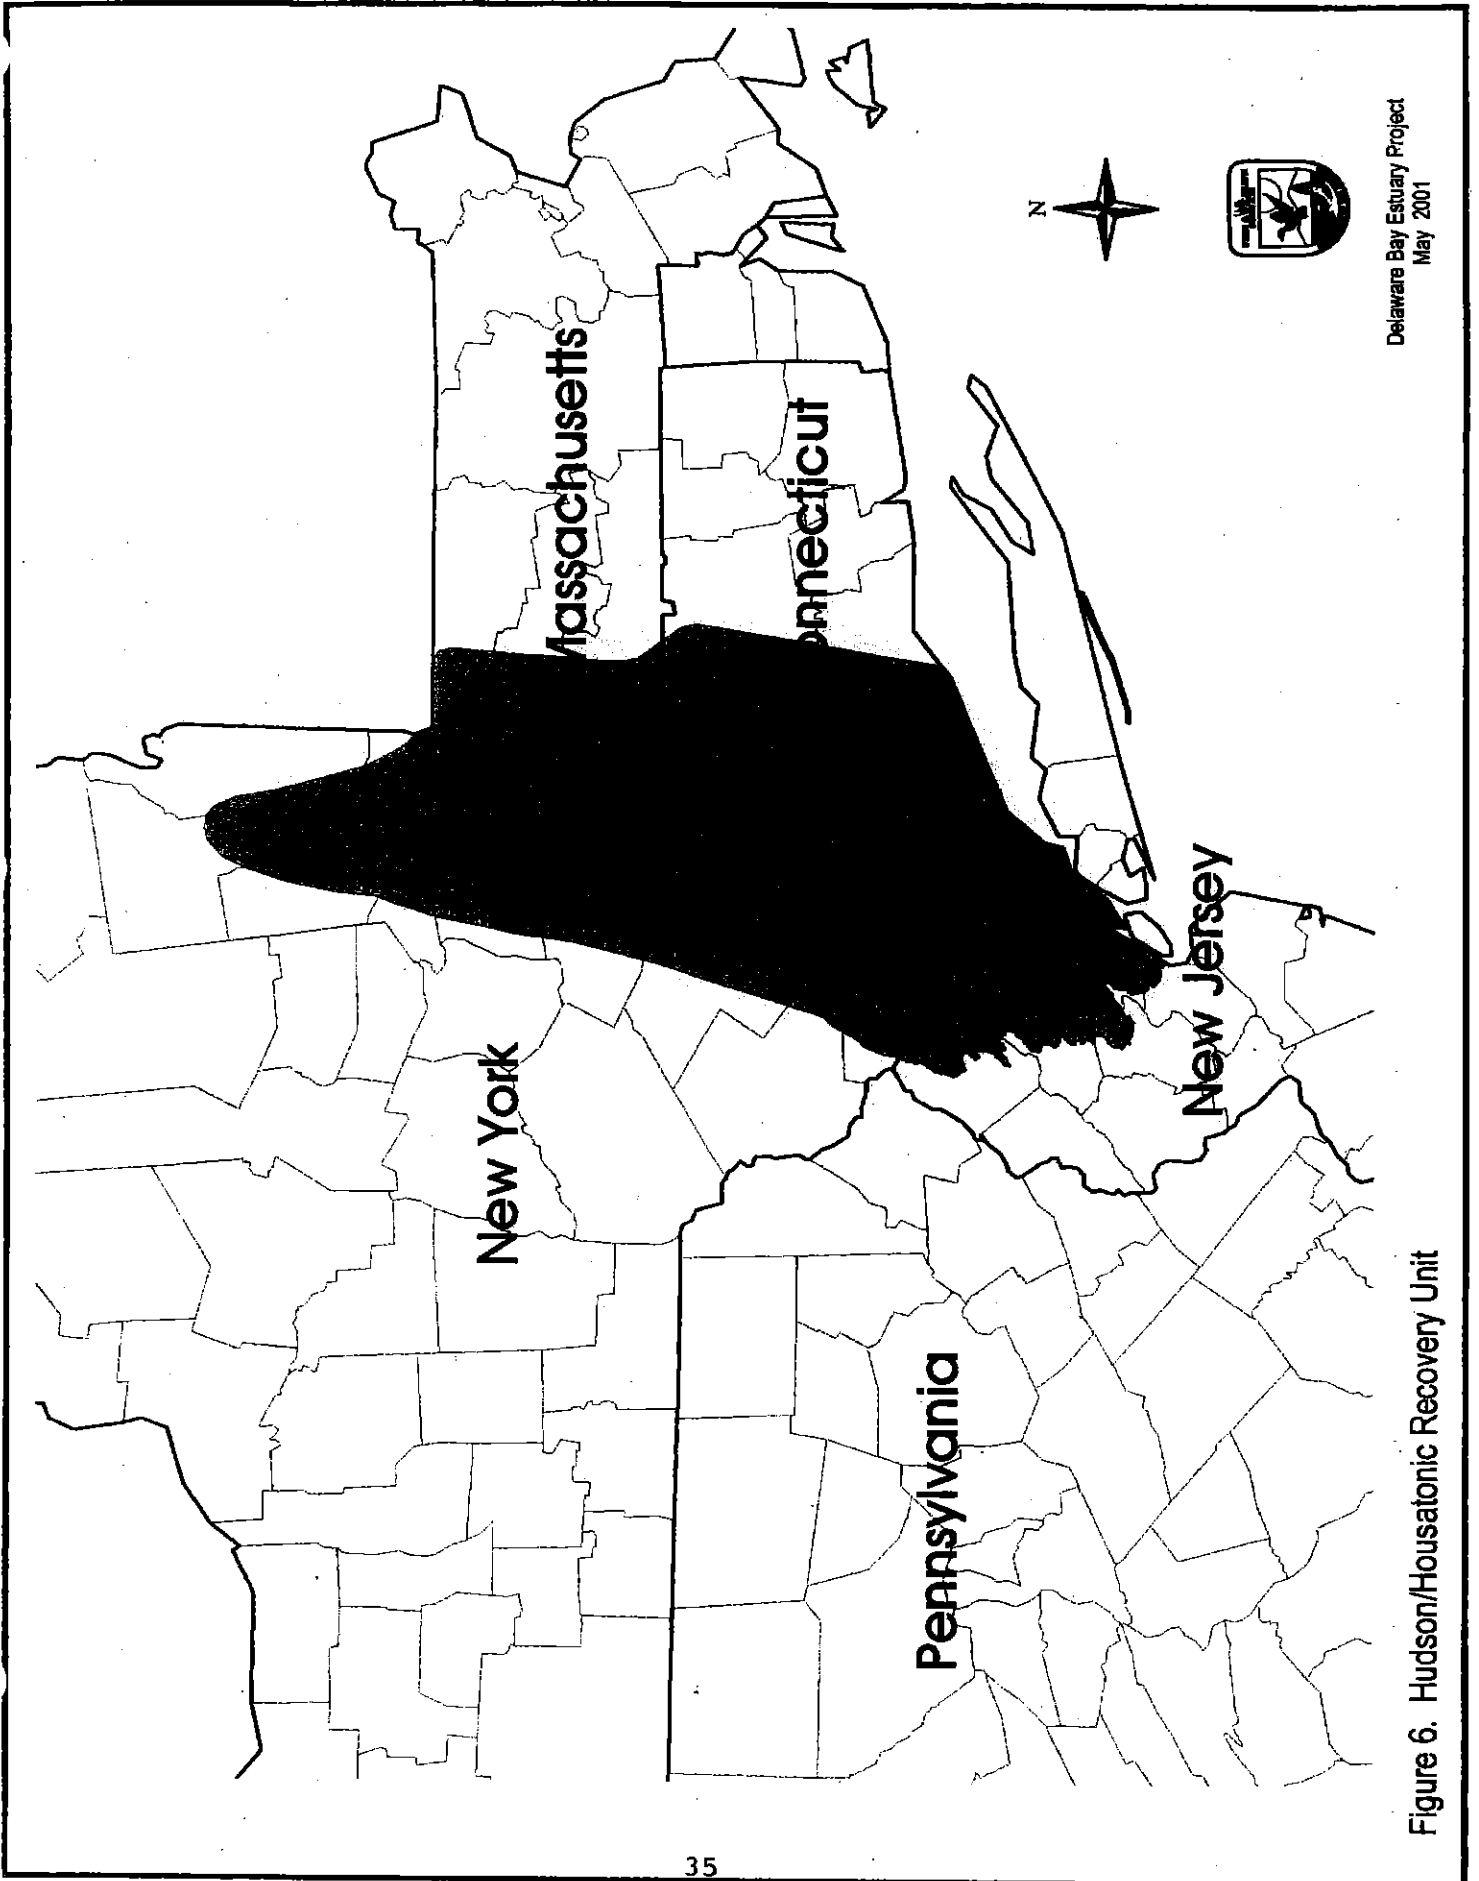 Massachusetts
onnecticut
New York
New Jersey
Pennsylvania
N
Delaware Bay Estuary Project
May 2001
Figure 6. Hudson/Housatonic Recovery Unit
35